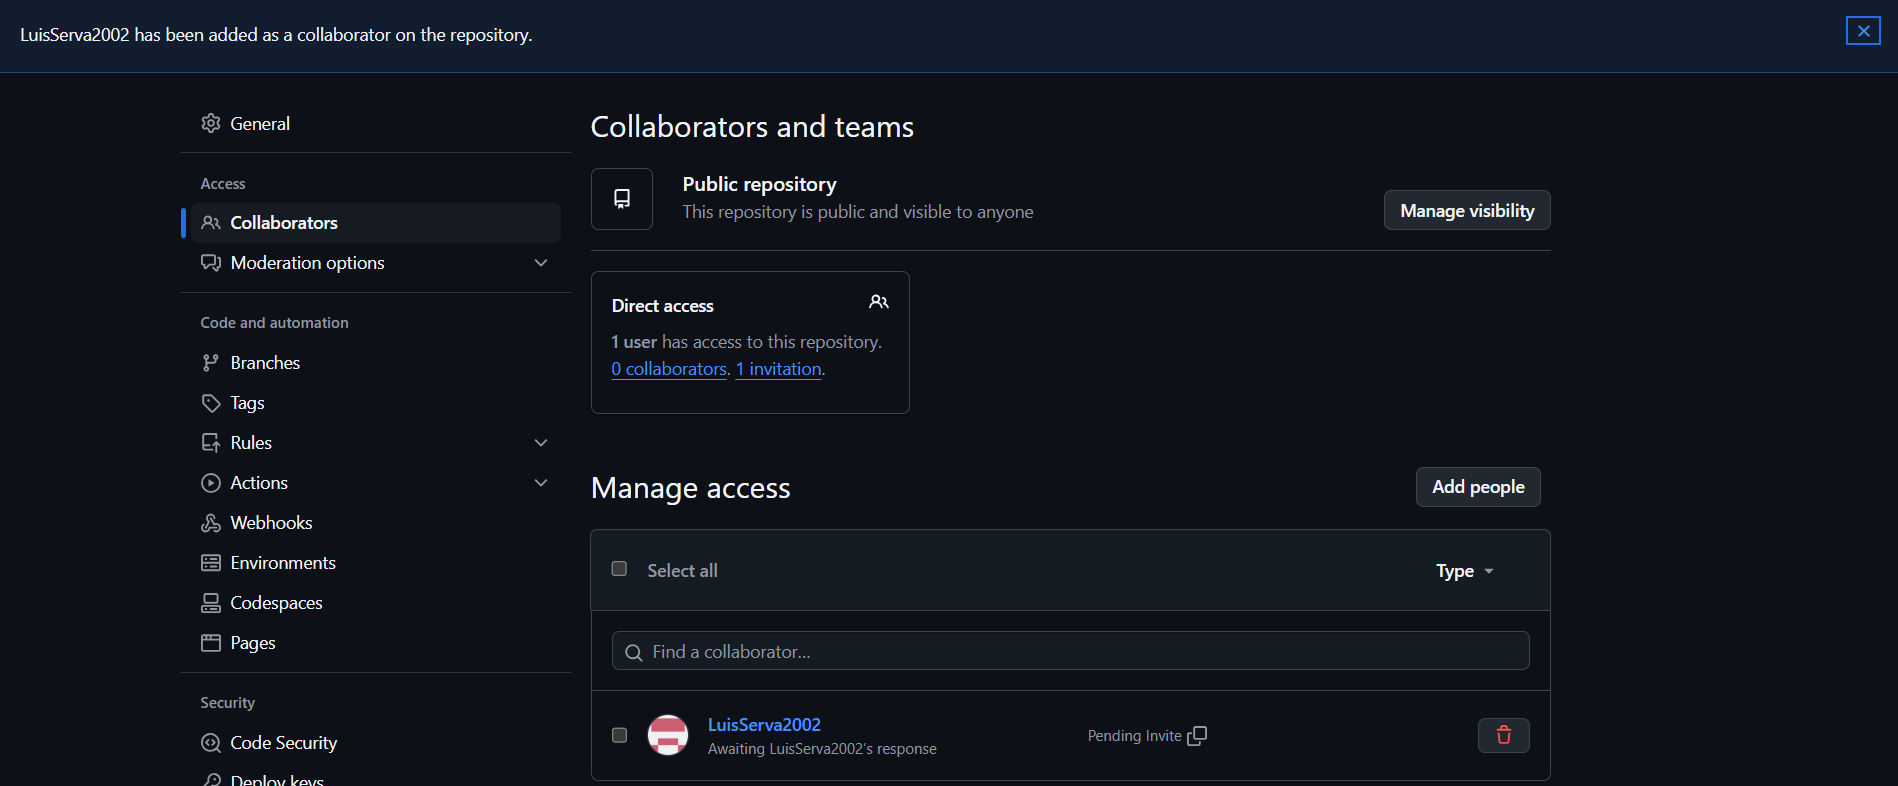 LuisServa2002 has been added as a collaborator on the repository.
General
Access
Collaborators
Moderation options
Code and automation
Branches
Tags
Rules
Actions
Webhooks
Environments
Codespaces
Pages
Security
Code Security
Deploy keys
Collaborators and teams
Public repository
This repository is public and visible to anyone
Manage visibility
Direct access
1 user has access to this repository.
0 collaborators. 1 invitation.
Manage access
Add people
Select all
Type
Find a collaborator...
LuisServa2002
Awaiting LuisServa2002's response
Pending Invite